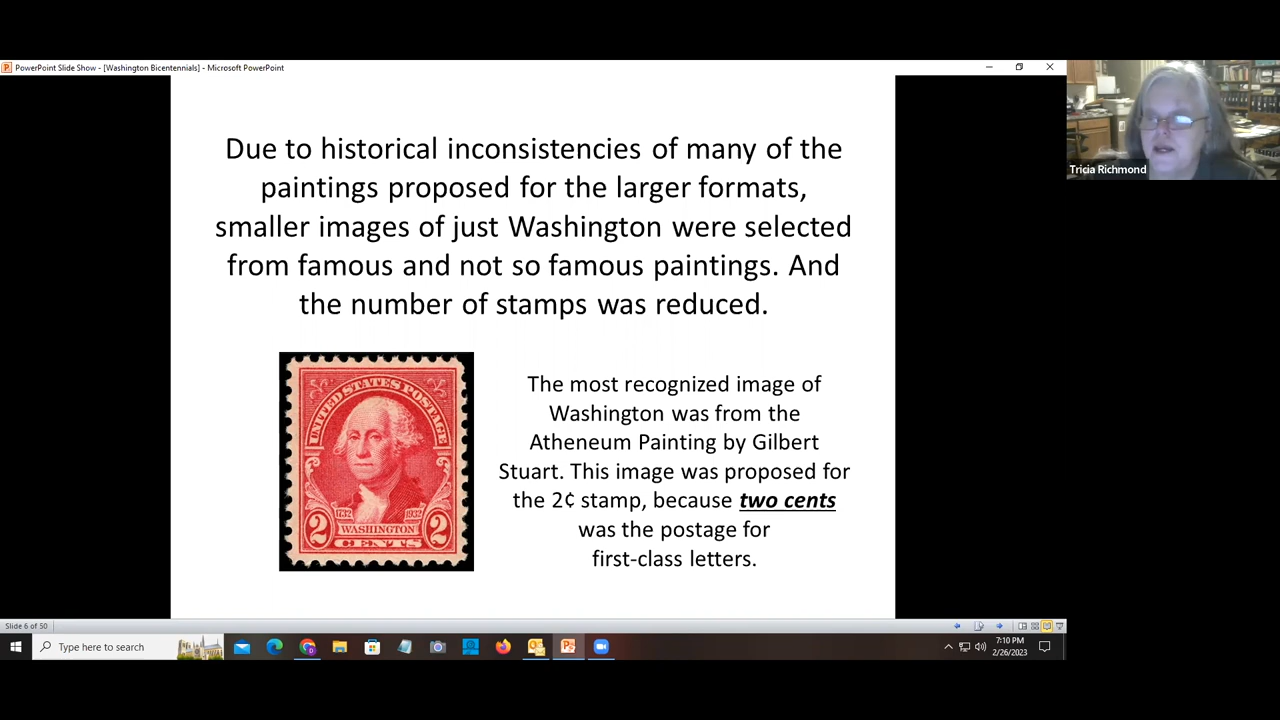 PowerPoint Slide Show - [Washington Bicentennials] - Microsoft PowerPoint
Due to historical inconsistencies of many of the
paintings proposed for the larger formats,
smaller images of just Washington were selected
from famous and not so famous paintings. And
the number of stamps was reduced.
UNITED STATES POSTAGE
1732 1932
2 WASHINGTON 2
CENTS
The most recognized image of
Washington was from the
Atheneum Painting by Gilbert
Stuart. This image was proposed for
the 2¢ stamp, because two cents
was the postage for
first-class letters.
Tricia Richmond
Slide 6 of 50
Type here to search
7:10 PM
2/26/2023